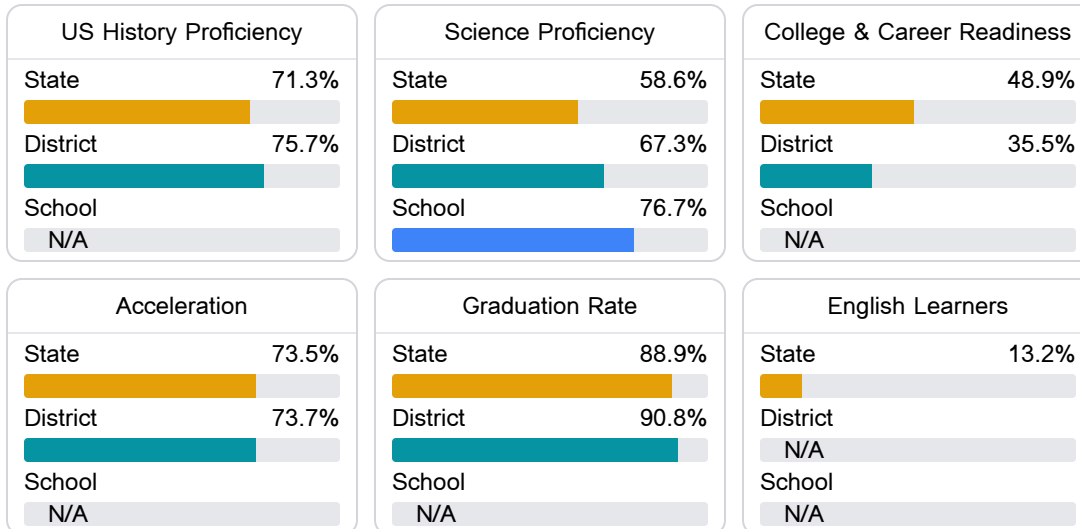 US History Proficiency
State 71.3%
District 75.7%
School
N/A
Science Proficiency
State 58.6%
District 67.3%
School 76.7%
College & Career Readiness
State 48.9%
District 35.5%
School
N/A
Acceleration
State 73.5%
District 73.7%
School
N/A
Graduation Rate
State 88.9%
District 90.8%
School
N/A
English Learners
State 13.2%
District
N/A
School
N/A